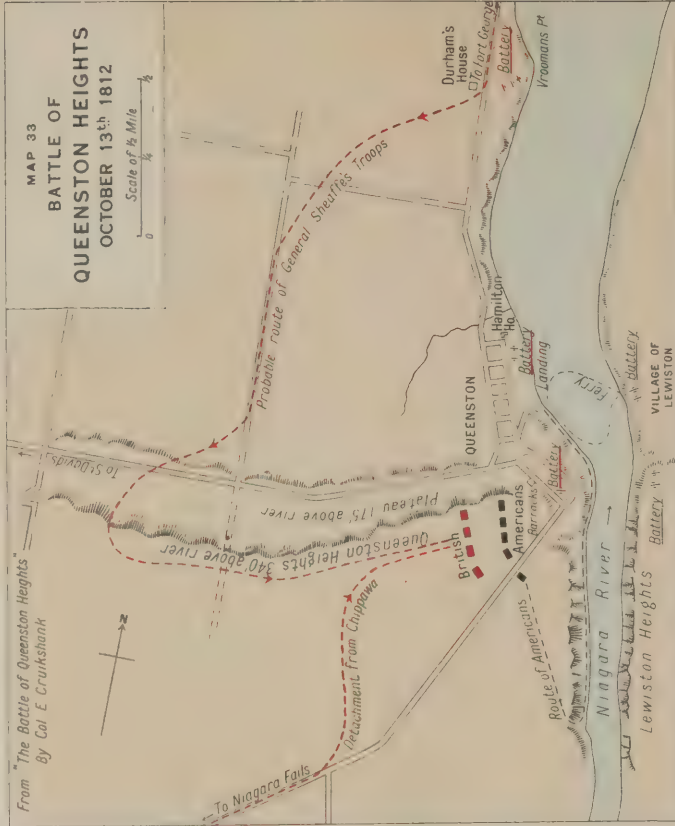 MAP 33
BATTLE OF
QUEENSTON HEIGHTS
OCTOBER 13th 1812
Scale of ½ Mile
0 ¼ ½
From "The Battle of Queenston Heights"
By Col E Cruikshank
N
To St Davids
Probable route of General Sheaffe's Troops
Durham's
House
To Fort George
Battery
Vroomans Pt
Plateau 175' above river
Queenston Heights 340' above river
QUEENSTON
Hamilton
Ho.
Battery
Landing
Ferry
British
Americans
Barracks
Battery
Detachment from Chippawa
To Niagara Falls
Route of Americans
Niagara River
Lewiston Heights
Battery
Battery
VILLAGE OF
LEWISTON